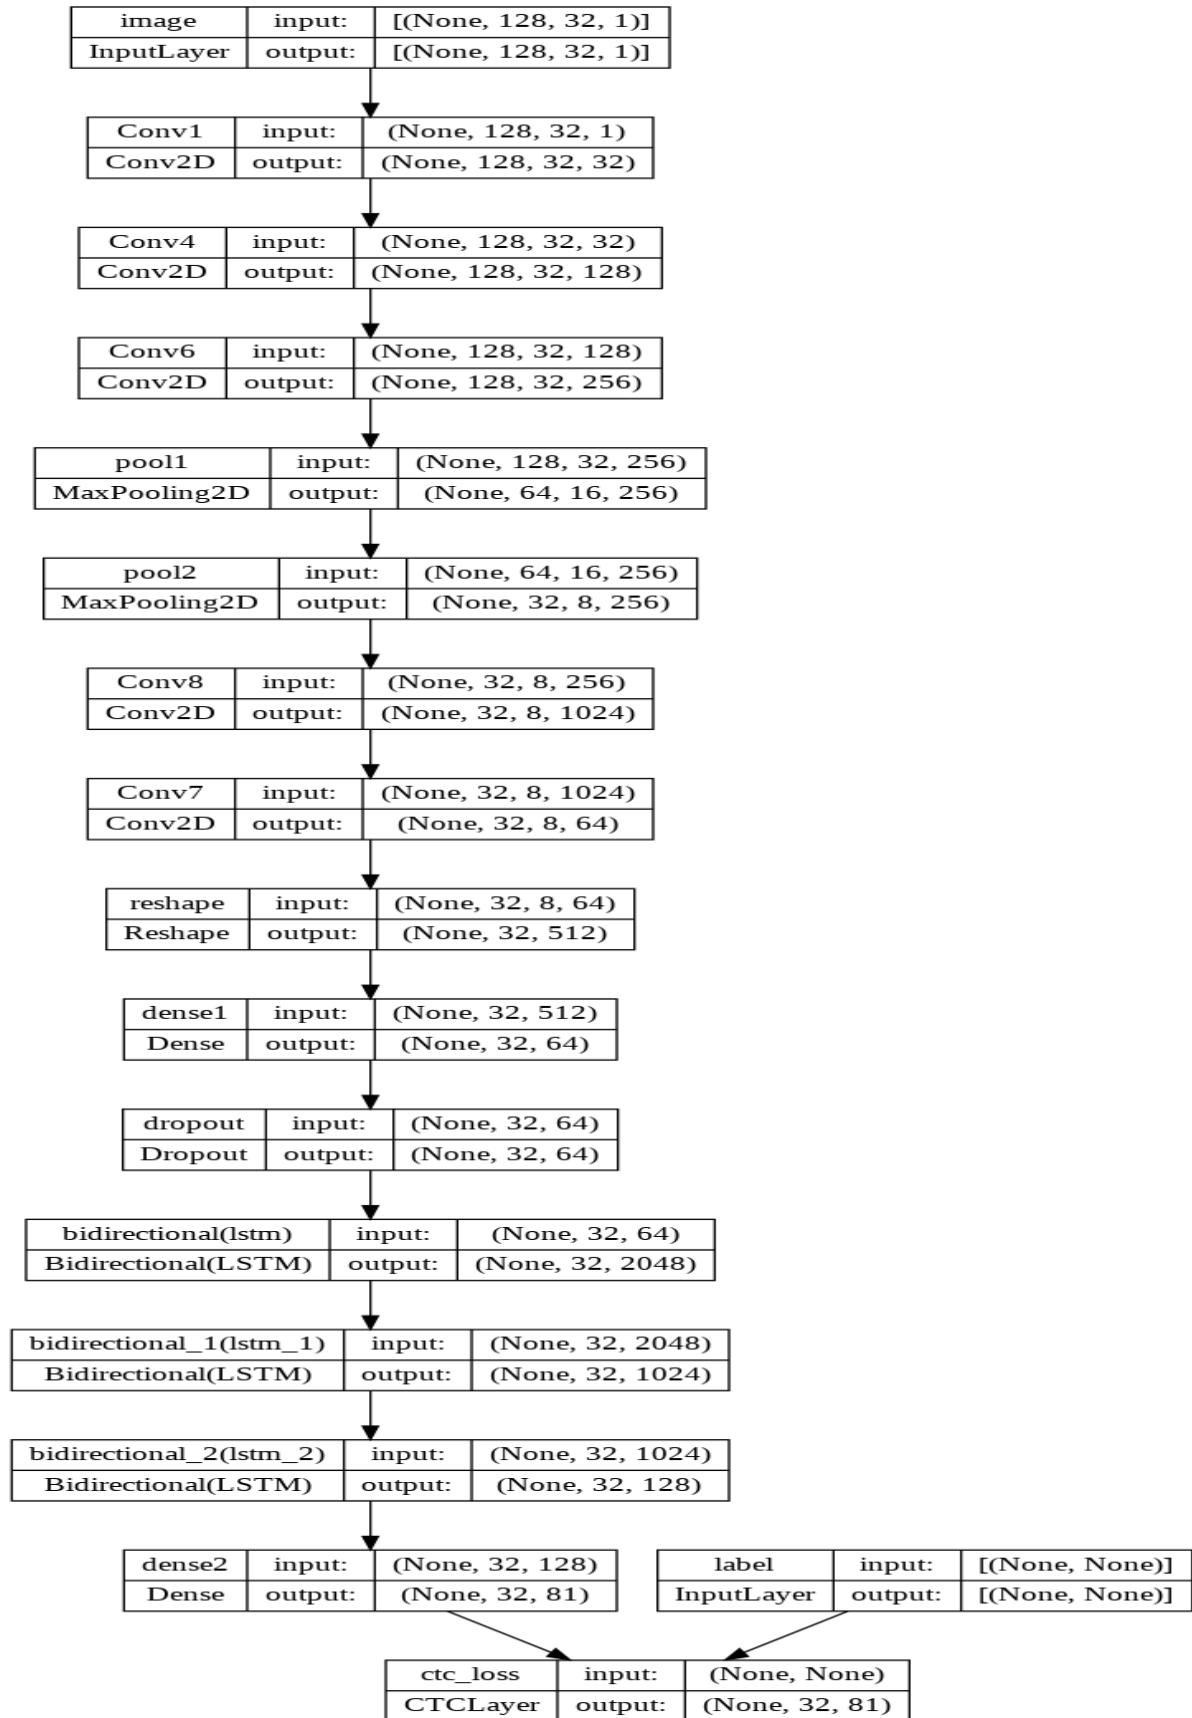 image input: [(None, 128, 32, 1)]
InputLayer output: [(None, 128, 32, 1)]
Conv1 input: (None, 128, 32, 1)
Conv2D output: (None, 128, 32, 32)
Conv4 input: (None, 128, 32, 32)
Conv2D output: (None, 128, 32, 128)
Conv6 input: (None, 128, 32, 128)
Conv2D output: (None, 128, 32, 256)
pool1 input: (None, 128, 32, 256)
MaxPooling2D output: (None, 64, 16, 256)
pool2 input: (None, 64, 16, 256)
MaxPooling2D output: (None, 32, 8, 256)
Conv8 input: (None, 32, 8, 256)
Conv2D output: (None, 32, 8, 1024)
Conv7 input: (None, 32, 8, 1024)
Conv2D output: (None, 32, 8, 64)
reshape input: (None, 32, 8, 64)
Reshape output: (None, 32, 512)
dense1 input: (None, 32, 512)
Dense output: (None, 32, 64)
dropout input: (None, 32, 64)
Dropout output: (None, 32, 64)
bidirectional(lstm) input: (None, 32, 64)
Bidirectional(LSTM) output: (None, 32, 2048)
bidirectional_1(lstm_1) input: (None, 32, 2048)
Bidirectional(LSTM) output: (None, 32, 1024)
bidirectional_2(lstm_2) input: (None, 32, 1024)
Bidirectional(LSTM) output: (None, 32, 128)
dense2 input: (None, 32, 128)
Dense output: (None, 32, 81)
label input: [(None, None)]
InputLayer output: [(None, None)]
ctc_loss input: (None, None)
CTCLayer output: (None, 32, 81)